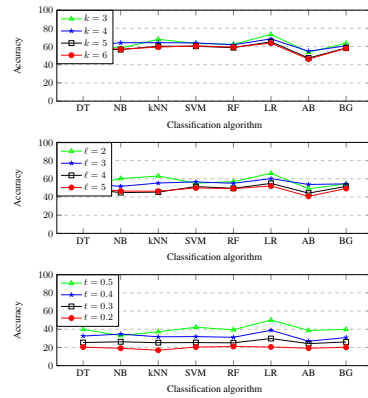 100
80
60
40
20
0
Accuracy
k = 3
k = 4
k = 5
k = 6
DT NB kNN SVM RF LR AB BG
Classification algorithm
100
80
60
40
20
0
Accuracy
ℓ = 2
ℓ = 3
ℓ = 4
ℓ = 5
DT NB kNN SVM RF LR AB BG
Classification algorithm
100
80
60
40
20
0
Accuracy
t = 0.5
t = 0.4
t = 0.3
t = 0.2
DT NB kNN SVM RF LR AB BG
Classification algorithm